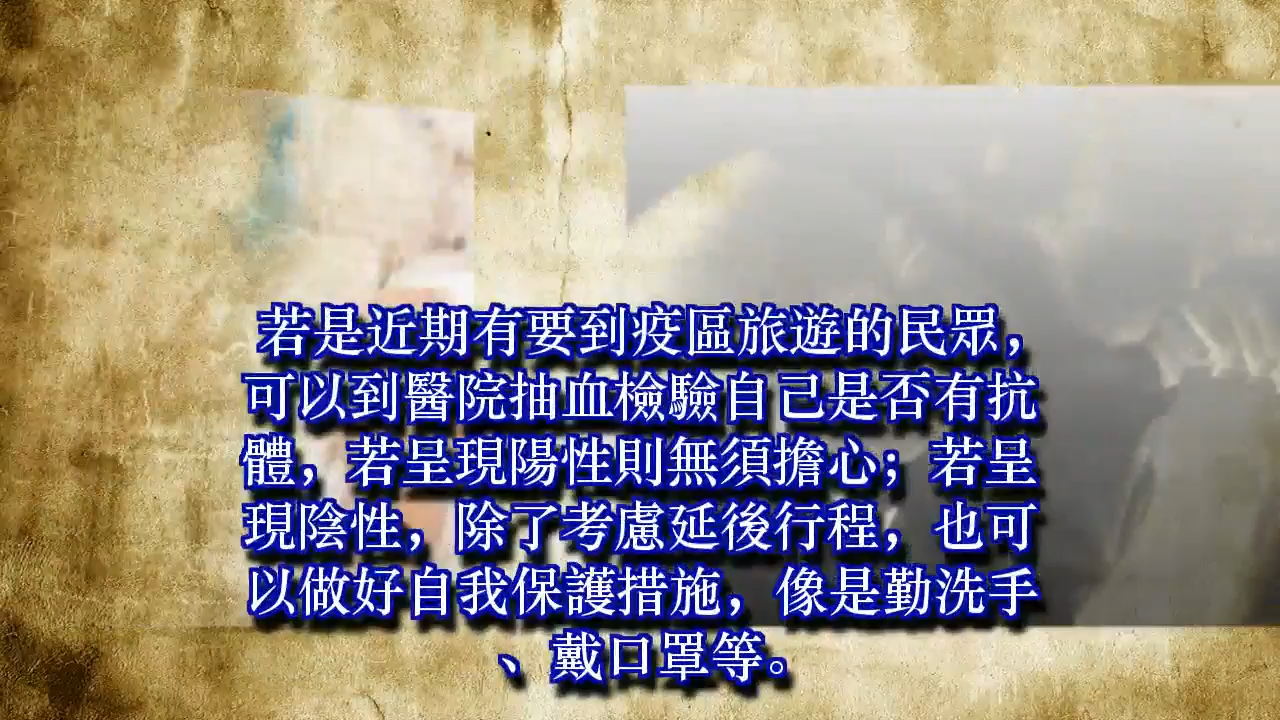 若是近期有要到疫區旅遊的民眾，
可以到醫院抽血檢驗自己是否有抗
體，若呈現陽性則無須擔心；若呈
現陰性，除了考慮延後行程，也可
以做好自我保護措施，像是勤洗手
、戴口罩等。